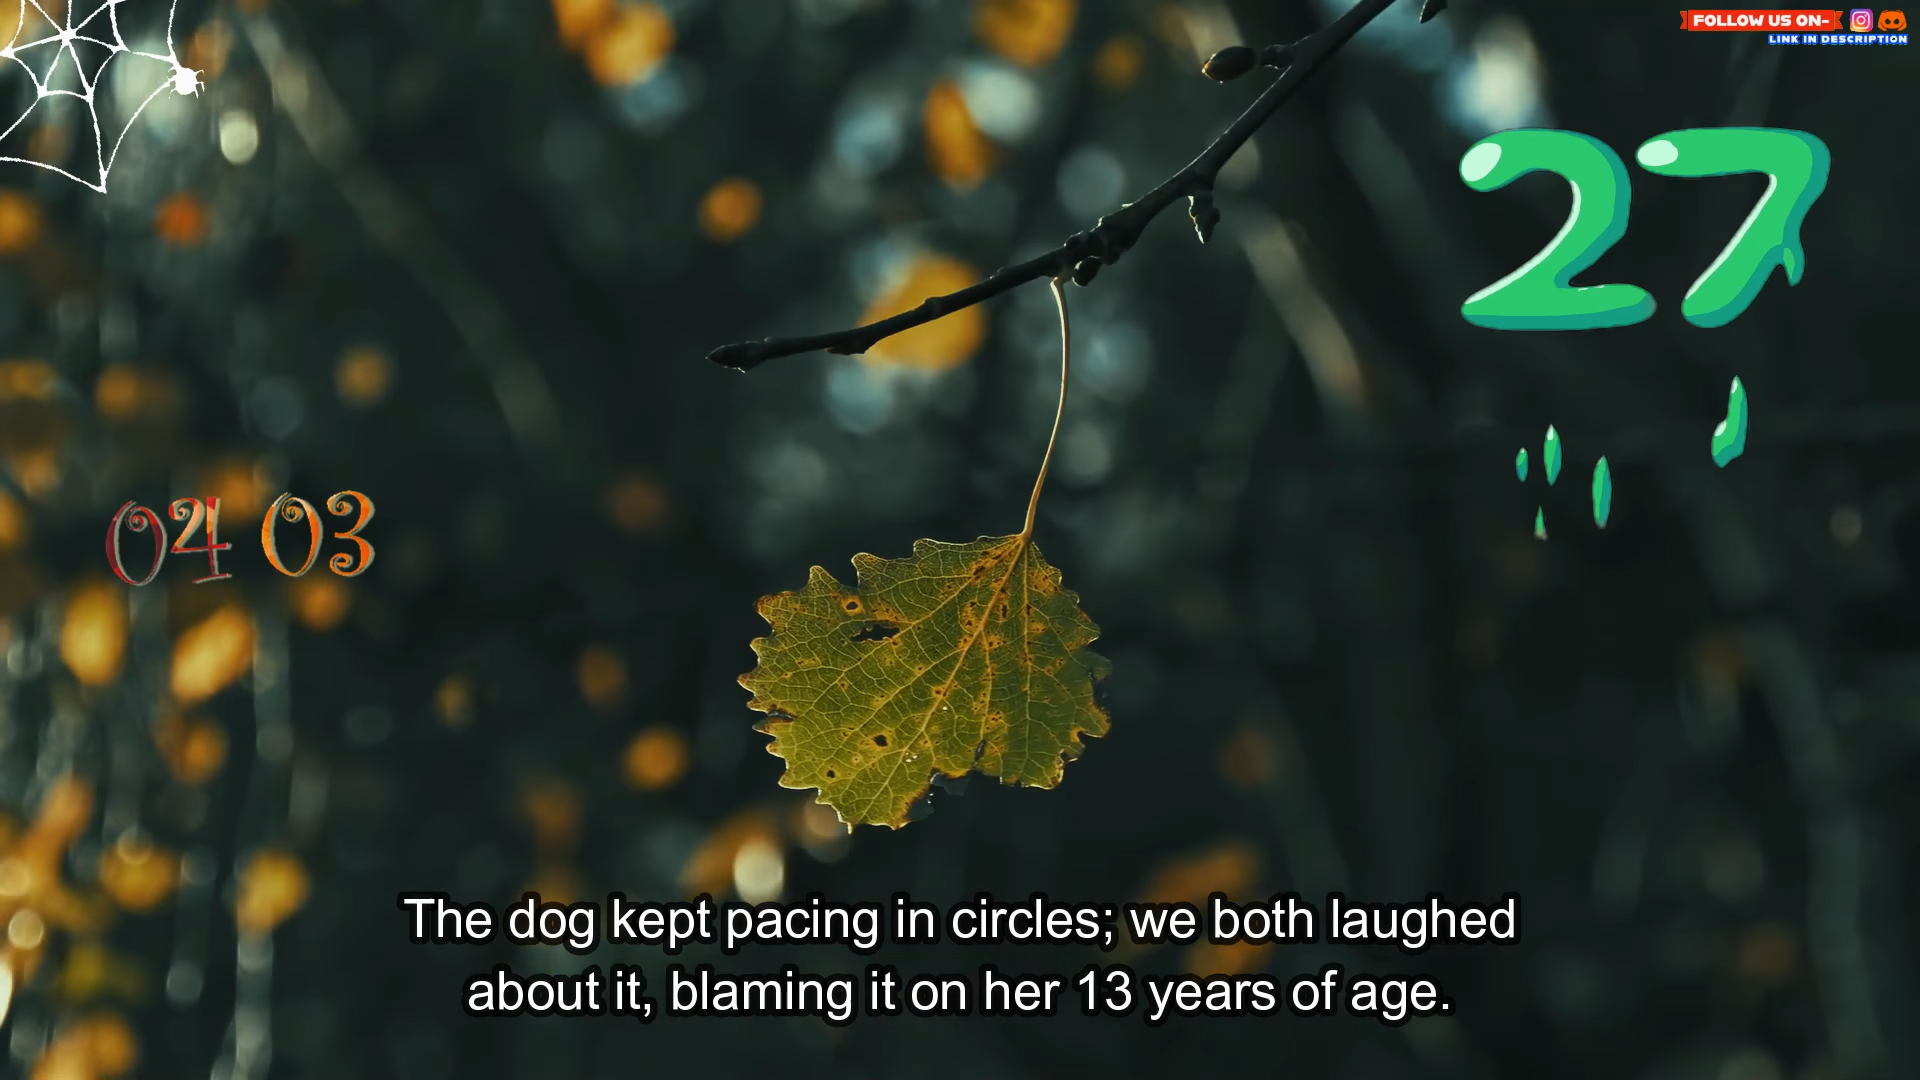 FOLLOW US ON-
LINK IN DESCRIPTION
27
04 03
The dog kept pacing in circles; we both laughed
about it, blaming it on her 13 years of age.